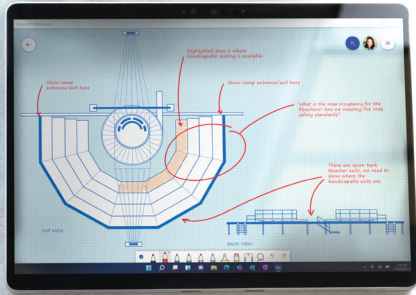 Highlighted area is where
handicapable seating is available
Show ramp
entrance/exit here
Show ramp entrance/exit here
What is the max occupancy for the
bleachers? Are we meeting fire code
safety standards?
There are seven back
bleacher exits, we need to
show where the
handicapable exits are.
TOP VIEW
BACK VIEW